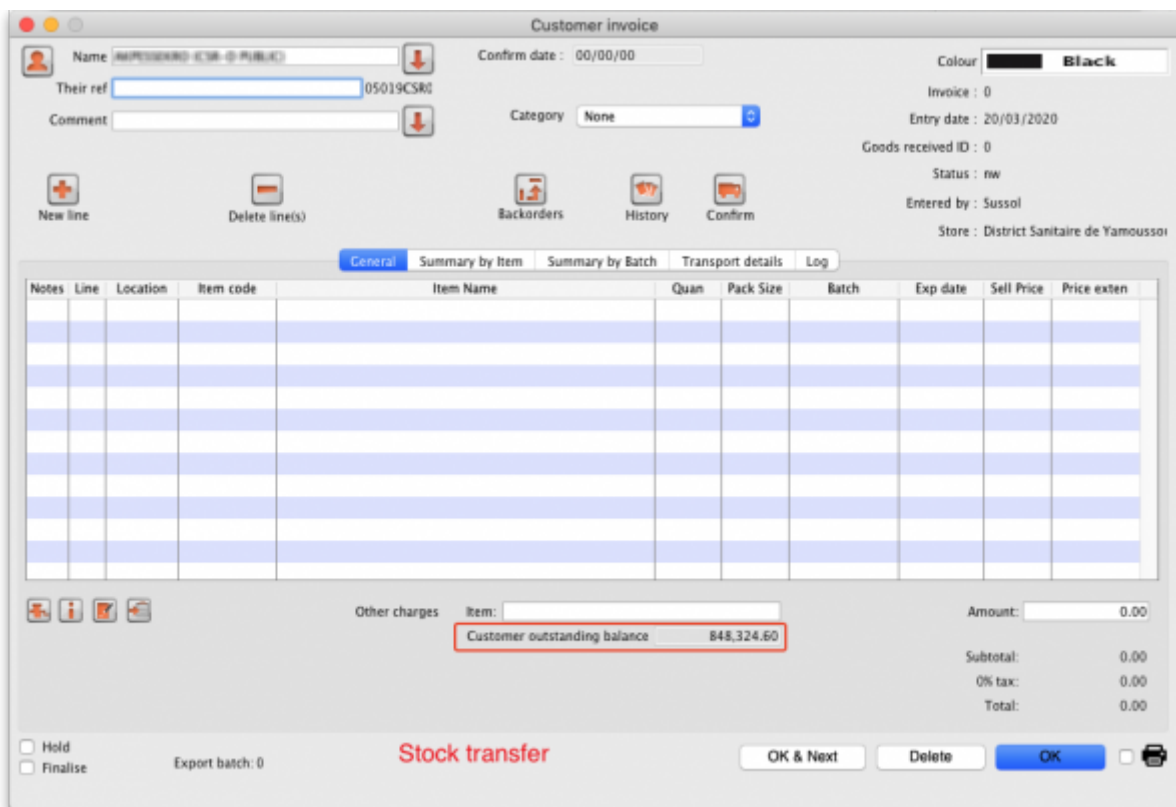 Customer invoice
Name
Confirm date : 00/00/00
Colour Black
Their ref 05019CSR0
Invoice : 0
Comment
Category None
Entry date : 20/03/2020
Goods received ID : 0
Status : nw
Entered by : Sussol
Store : District Sanitaire de Yamoussou
New line Delete line(s) Backorders History Confirm
General Summary by Item Summary by Batch Transport details Log
Notes Line Location Item code Item Name Quan Pack Size Batch Exp date Sell Price Price exten
Other charges Item: Amount: 0.00
Customer outstanding balance 848,324.60
Subtotal: 0.00
0% tax: 0.00
Total: 0.00
Hold
Finalise
Export batch: 0
Stock transfer
OK & Next Delete OK